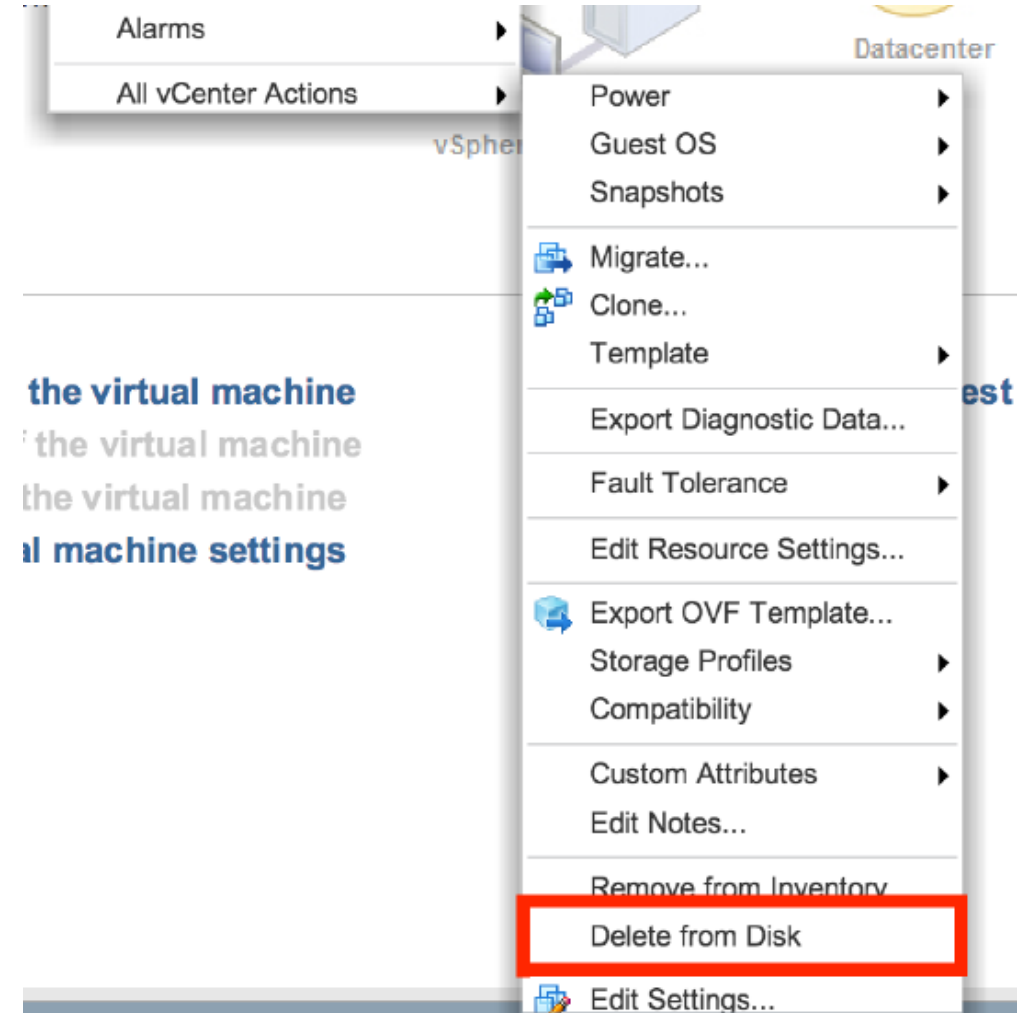 Alarms
All vCenter Actions
Datacenter
vSpher
Power
Guest OS
Snapshots
Migrate...
Clone...
Template
Export Diagnostic Data...
Fault Tolerance
Edit Resource Settings...
Export OVF Template...
Storage Profiles
Compatibility
Custom Attributes
Edit Notes...
Remove from Inventory
Delete from Disk
Edit Settings...
the virtual machine
the virtual machine
the virtual machine
al machine settings
est